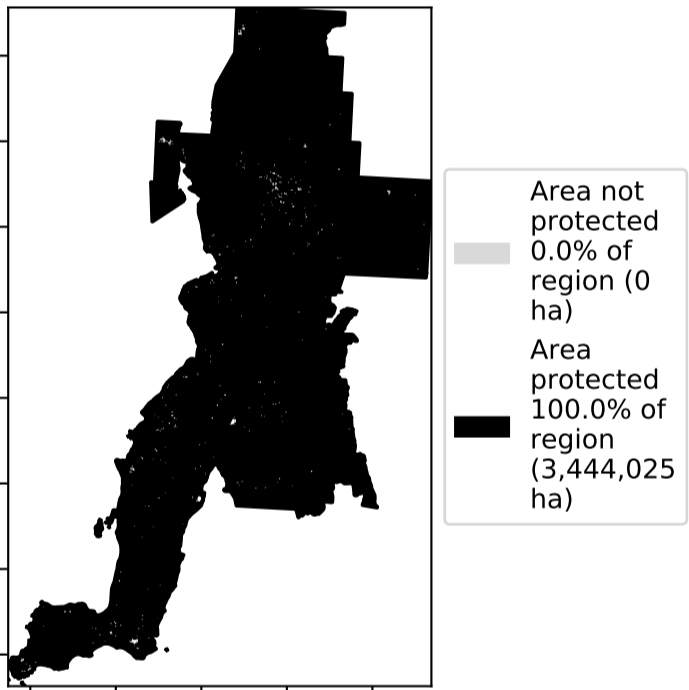 Area not
protected
0.0% of
region (0
ha)
Area
protected
100.0% of
region
(3,444,025
ha)